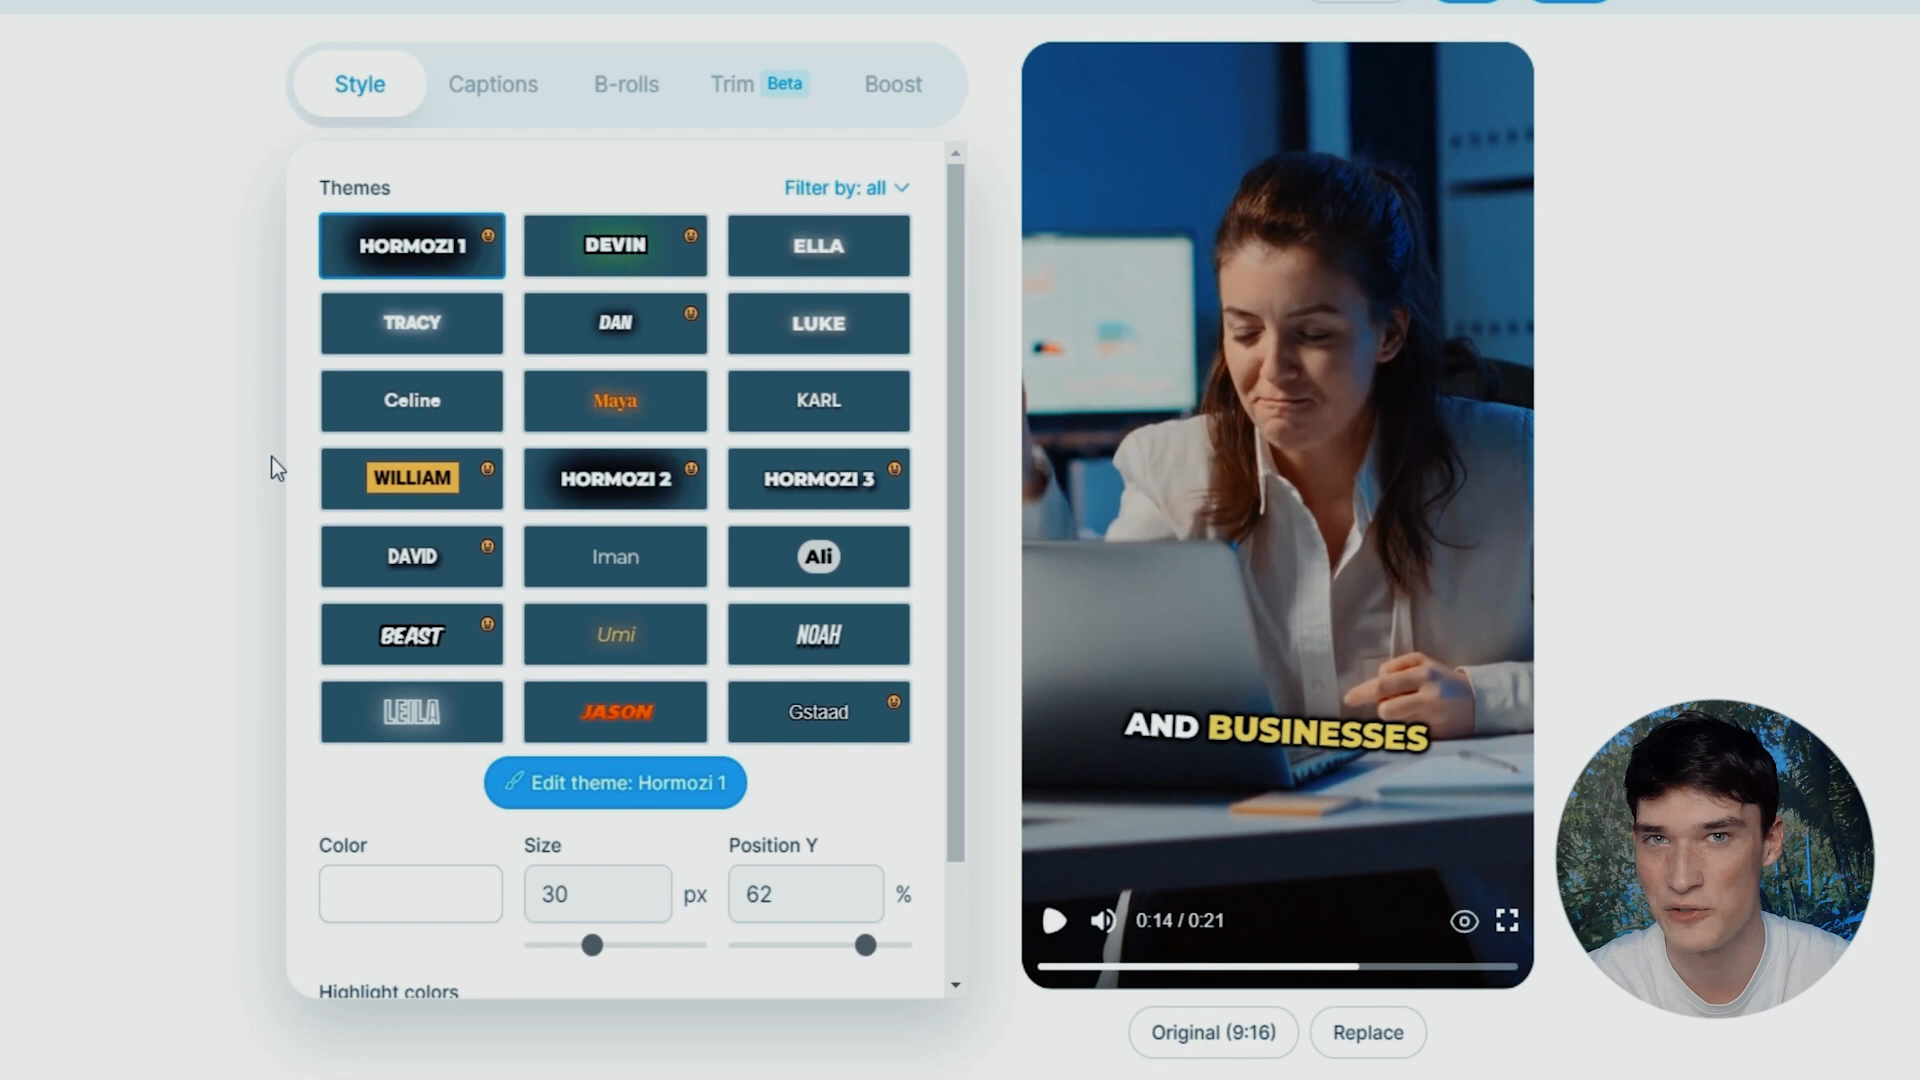 Style Captions B-rolls Trim Beta Boost
Themes Filter by: all
HORMOZI 1 DEVIN ELLA
TRACY DAN LUKE
Celine Maya KARL
WILLIAM HORMOZI 2 HORMOZI 3
DAVID Iman Ali
BEAST Umi NOAH
LEILA JASON Gstaad
Edit theme: Hormozi 1
Color Size Position Y
30 px 62 %
Highlight colors
AND BUSINESSES
0:14 / 0:21
Original (9:16) Replace